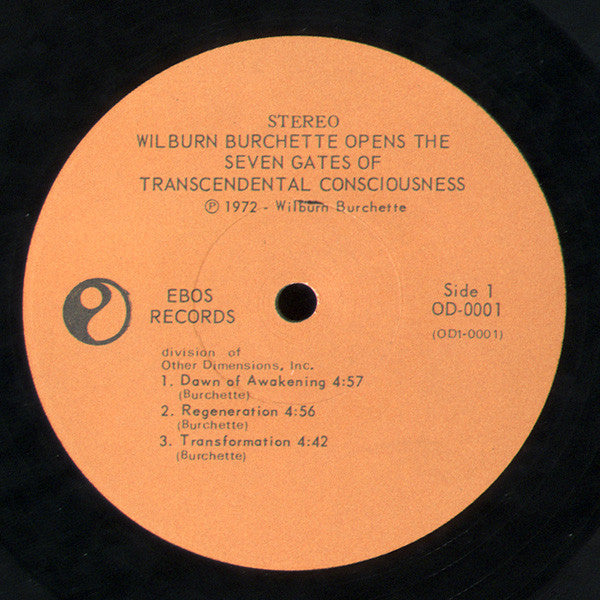 STEREO
WILBURN BURCHETTE OPENS THE
SEVEN GATES OF
TRANSCENDENTAL CONSCIOUSNESS
℗ 1972 - Wilburn Burchette
EBOS
RECORDS
Side 1
OD-0001
(OD1-0001)
division of
Other Dimensions, Inc.
1. Dawn of Awakening 4:57
(Burchette)
2. Regeneration 4:56
(Burchette)
3. Transformation 4:42
(Burchette)